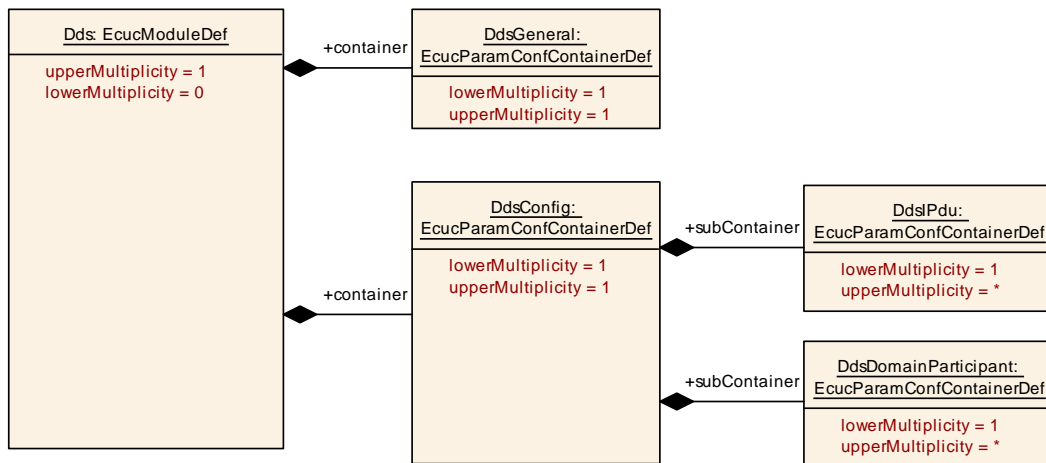 Dds: EcucModuleDef
upperMultiplicity = 1
lowerMultiplicity = 0
+container
DdsGeneral:
EcucParamConfContainerDef
lowerMultiplicity = 1
upperMultiplicity = 1
+container
DdsConfig:
EcucParamConfContainerDef
lowerMultiplicity = 1
upperMultiplicity = 1
+subContainer
DdsIPdu:
EcucParamConfContainerDef
lowerMultiplicity = 1
upperMultiplicity = *
+subContainer
DdsDomainParticipant:
EcucParamConfContainerDef
lowerMultiplicity = 1
upperMultiplicity = *